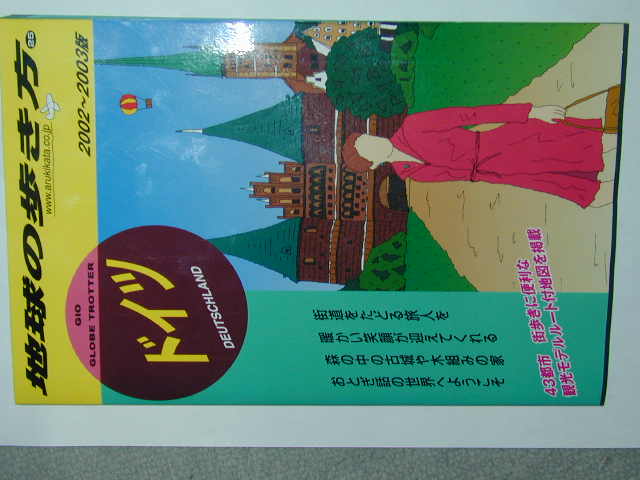 地球の歩き方
25
www.arukikata.co.jp
2002~2003版
GIO
GLOBE TROTTER
ドイツ
DEUTSCHLAND
街道をたどる旅人を
暖かい笑顔が迎えてくれる
森の中の古城や木組みの家
おとぎ話の世界へようこそ
43都市 街歩きに便利な
観光モデルルート付地図を掲載